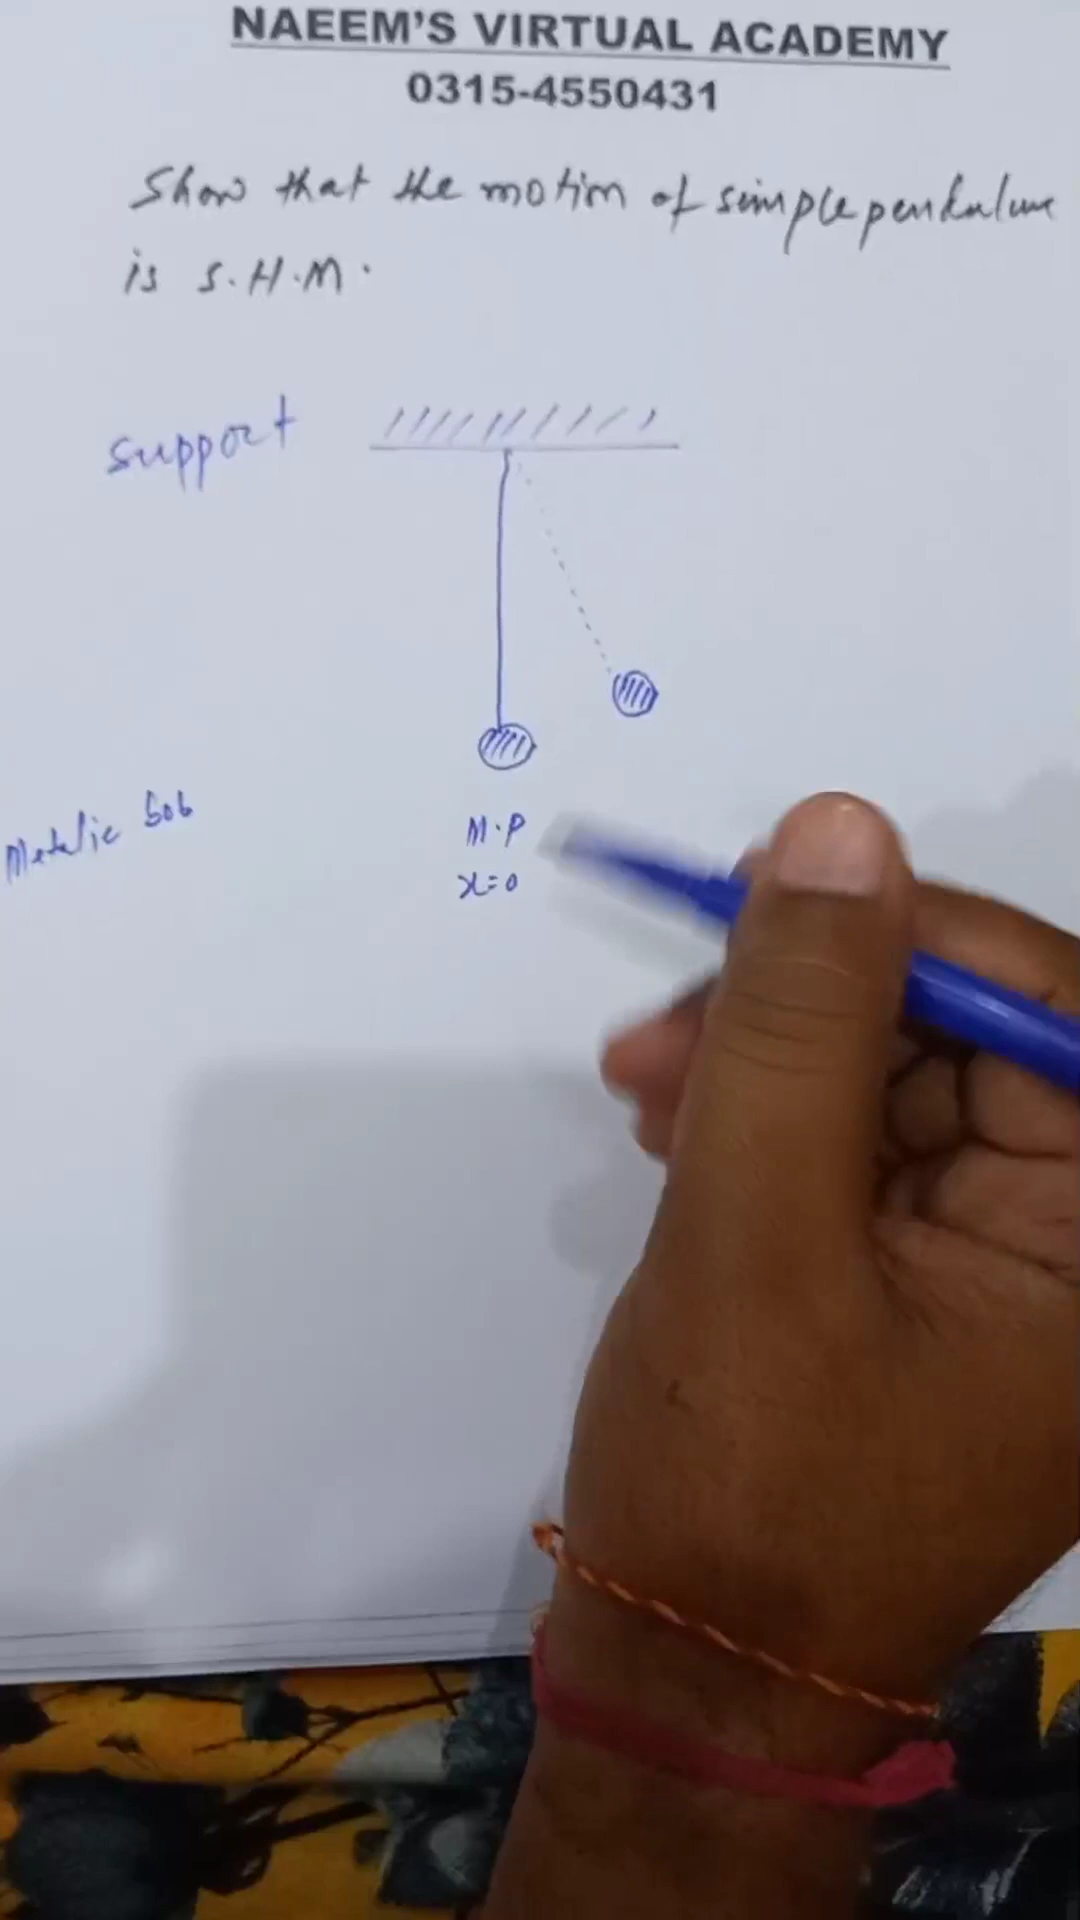 NAEEM'S VIRTUAL ACADEMY
0315-4550431
Show that the motion of simple pendulum
is S.H.M.
support
Metalic bob
M.P
x=0